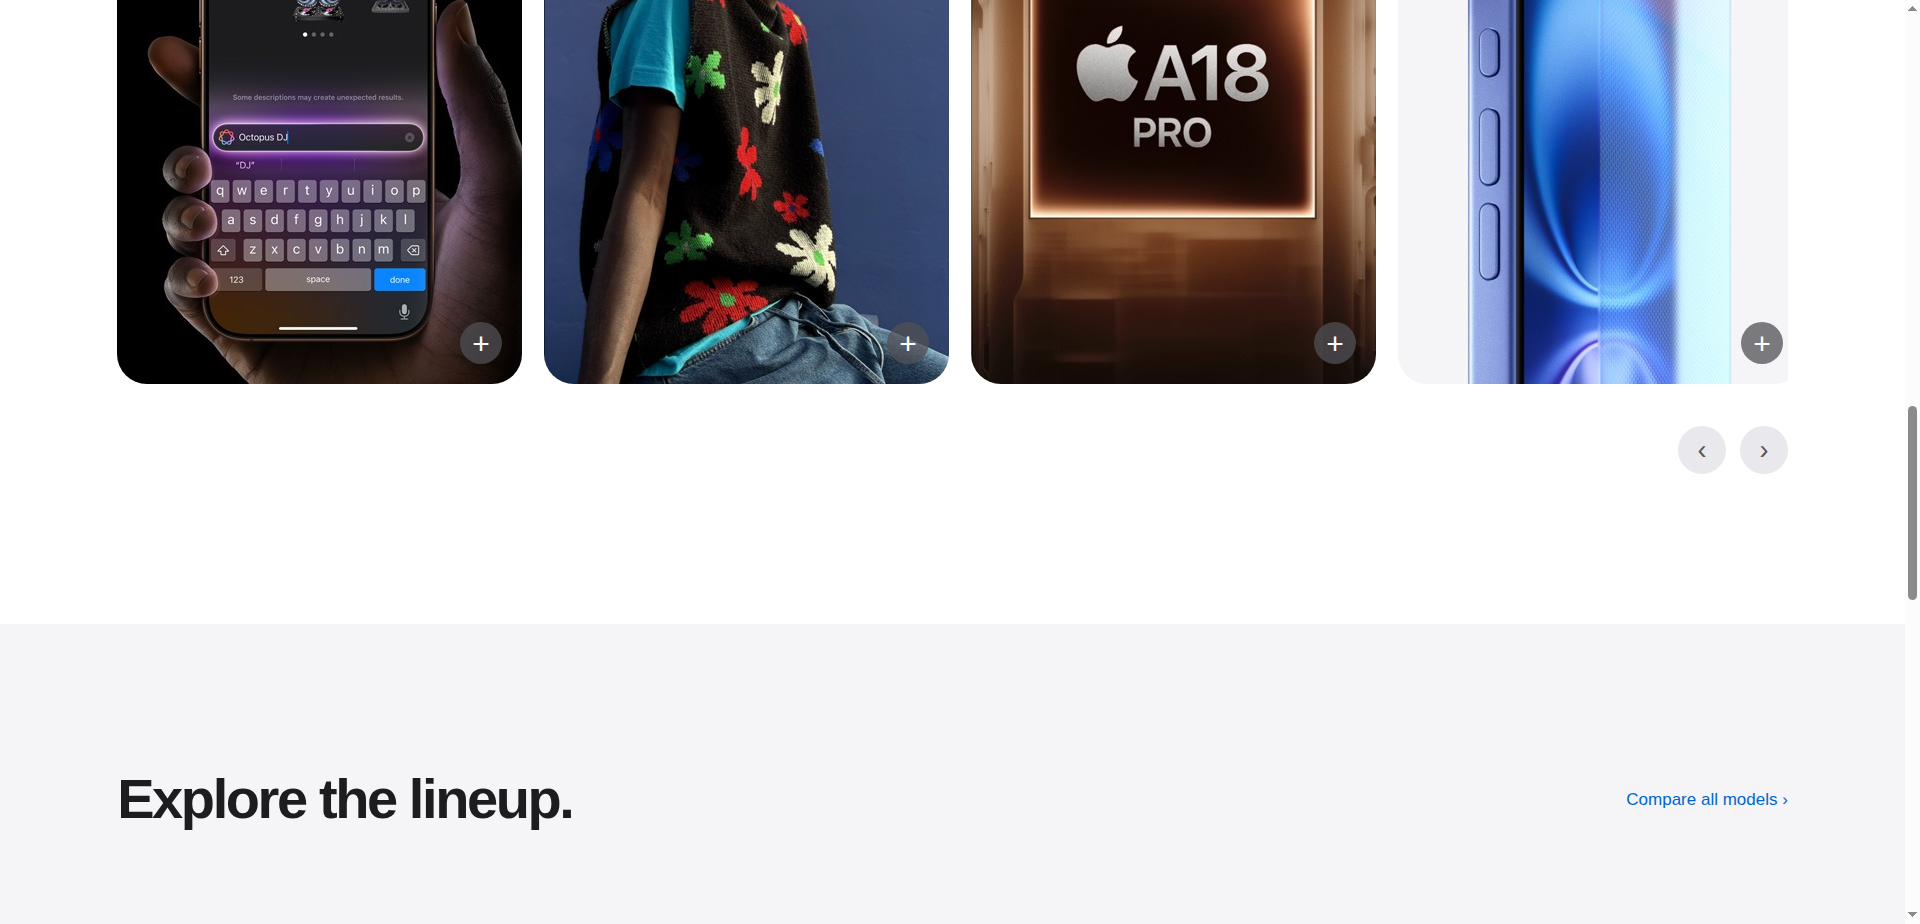 Some descriptions may create unexpected results.
Octopus DJ
"DJ"
q w e r t y u i o p
a s d f g h j k l
z x c v b n m
123 space done
A18
PRO
+ + + +
‹ ›
Explore the lineup.
Compare all models ›